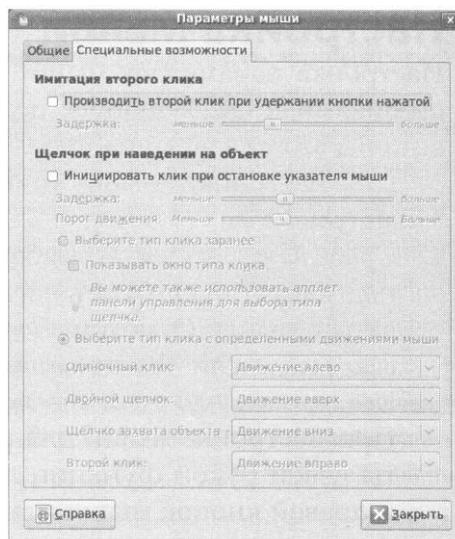 Параметры мыши
Общие Специальные возможности
Имитация второго клика
Производить второй клик при удержании кнопки нажатой
Задержка: меньше больше
Щелчок при наведении на объект
Инициировать клик при остановке указателя мыши
Задержка: меньше Больше
Порог движения: Меньше Больше
Выберите тип клика заранее
Показывать окно типа клика
Вы можете также использовать апплет
панели управления для выбора типа
щелчка.
Выберите тип клика с определенными движениями мыши
Одиночный клик: Движение влево
Двойной щелчок: Движение вверх
Щелчко захвата объекта Движение вниз
Второй клик: Движение вправо
Справка Закрыть